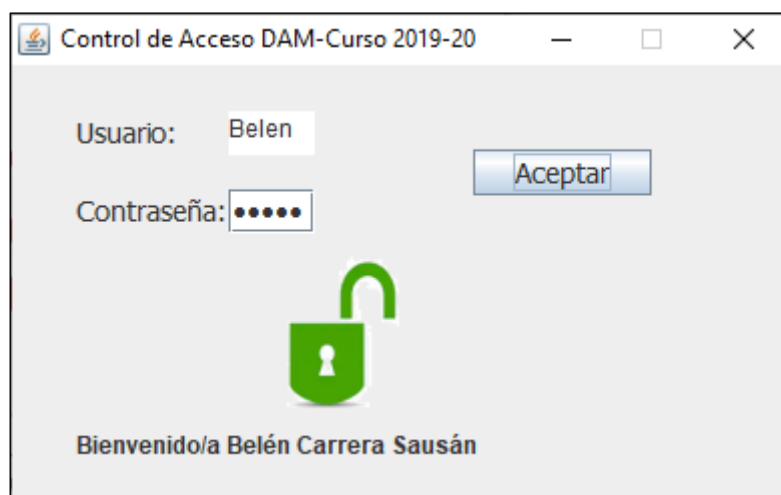 Control de Acceso DAM-Curso 2019-20
Usuario: Belen
Aceptar
Contraseña: •••••
Bienvenido/a Belén Carrera Sausán